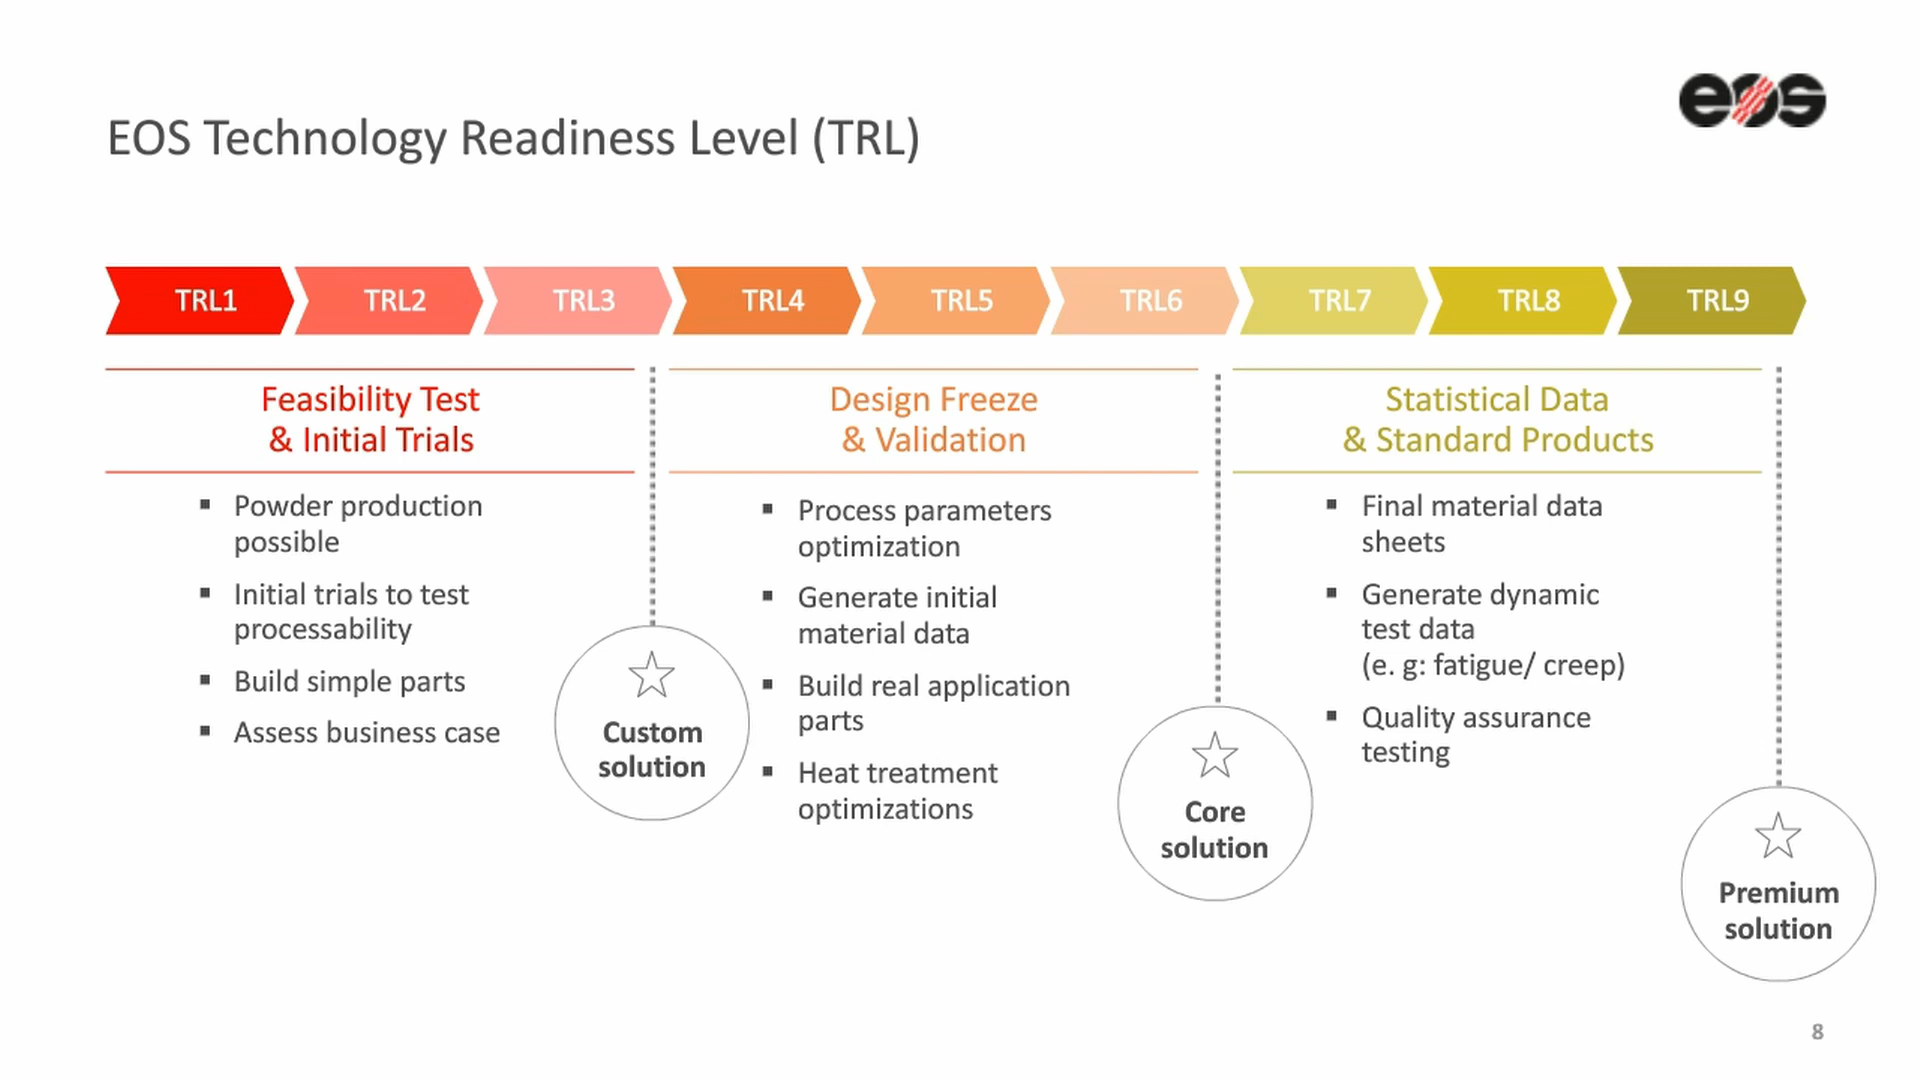 eos
EOS Technology Readiness Level (TRL)
TRL1
TRL2
TRL3
TRL4
TRL5
TRL6
TRL7
TRL8
TRL9
Feasibility Test
& Initial Trials
▪ Powder production
possible
▪ Initial trials to test
processability
▪ Build simple parts
▪ Assess business case
Custom
solution
Design Freeze
& Validation
▪ Process parameters
optimization
▪ Generate initial
material data
▪ Build real application
parts
▪ Heat treatment
optimizations
Core
solution
Statistical Data
& Standard Products
▪ Final material data
sheets
▪ Generate dynamic
test data
(e. g: fatigue/ creep)
▪ Quality assurance
testing
Premium
solution
8